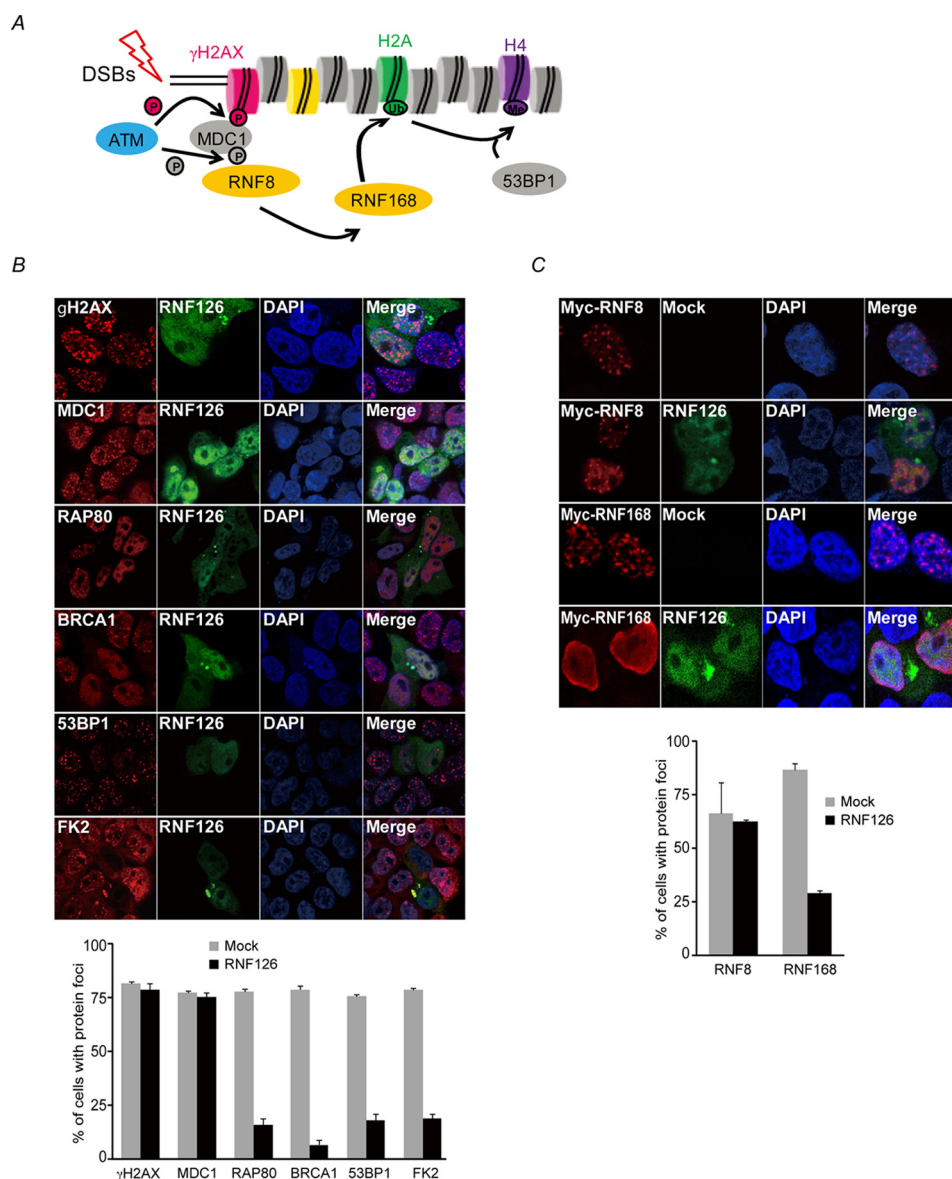 A
γH2AX
H2A
H4
DSBs
P
P
Ub
Me
ATM
MDC1
P
P
RNF8
RNF168
53BP1
B
gH2AX RNF126 DAPI Merge
MDC1 RNF126 DAPI Merge
RAP80 RNF126 DAPI Merge
BRCA1 RNF126 DAPI Merge
53BP1 RNF126 DAPI Merge
FK2 RNF126 DAPI Merge
% of cells with protein foci
100
75
50
25
0
Mock
RNF126
γH2AX MDC1 RAP80 BRCA1 53BP1 FK2
C
Myc-RNF8 Mock DAPI Merge
Myc-RNF8 RNF126 DAPI Merge
Myc-RNF168 Mock DAPI Merge
Myc-RNF168 RNF126 DAPI Merge
% of cells with protein foci
100
75
50
25
0
Mock
RNF126
RNF8 RNF168